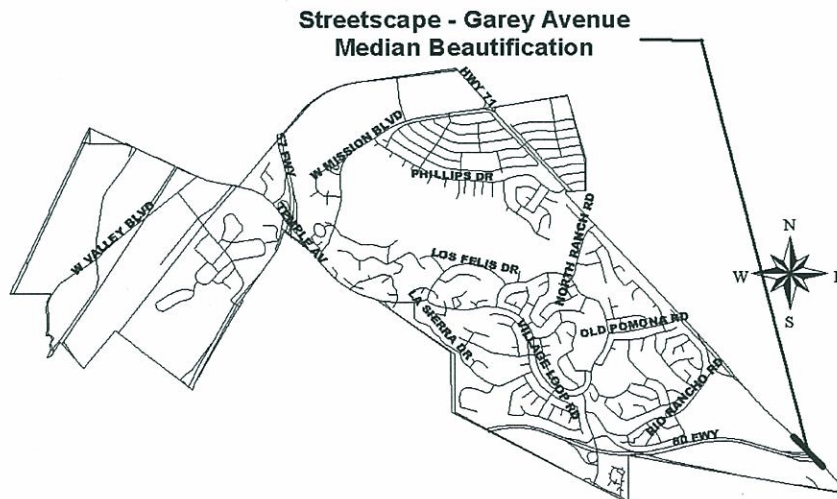 Streetscape - Garey Avenue
Median Beautification
HWY 71
57 FWY
W MISSION BLVD
PHILLIPS DR
W VALLEY BLVD
TEMPLE AV
NORTH RANCH RD
LOS FELIS DR
LA SIERRA DR
VILLAGE LOOP RD
OLD POMONA RD
RIO RANCHO RD
60 FWY
N
W
E
S